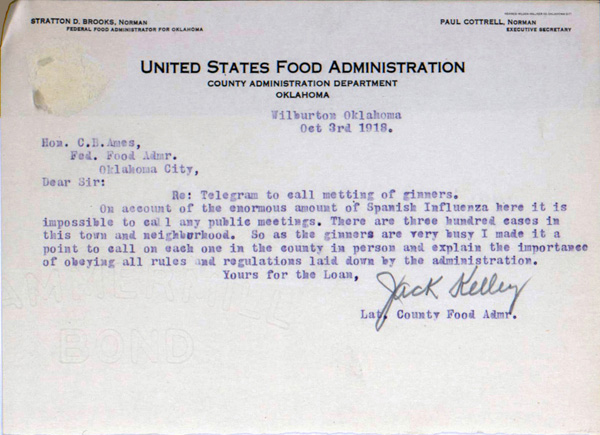 STRATTON D. BROOKS, NORMAN
FEDERAL FOOD ADMINISTRATOR FOR OKLAHOMA
PAUL COTTRELL, NORMAN
EXECUTIVE SECRETARY
UNITED STATES FOOD ADMINISTRATION
COUNTY ADMINISTRATION DEPARTMENT
OKLAHOMA
Wilburton Oklahoma
Oct 3rd 1918.
Hon. C.B.Ames,
Fed. Food Admr.
Oklahoma City,
Dear Sir:
Re: Telegram to call metting of ginners.
On account of the enormous amount of Spanish Influenza here it is
impossible to call any public meetings. There are three hundred cases in
this town and neighborhood. So as the ginners are very busy I made it a
point to call on each one in the county in person and explain the importance
of obeying all rules and regulations laid down by the administration.
Yours for the Loan,
Jack Kelley
Lat. County Food Admr.
BOND